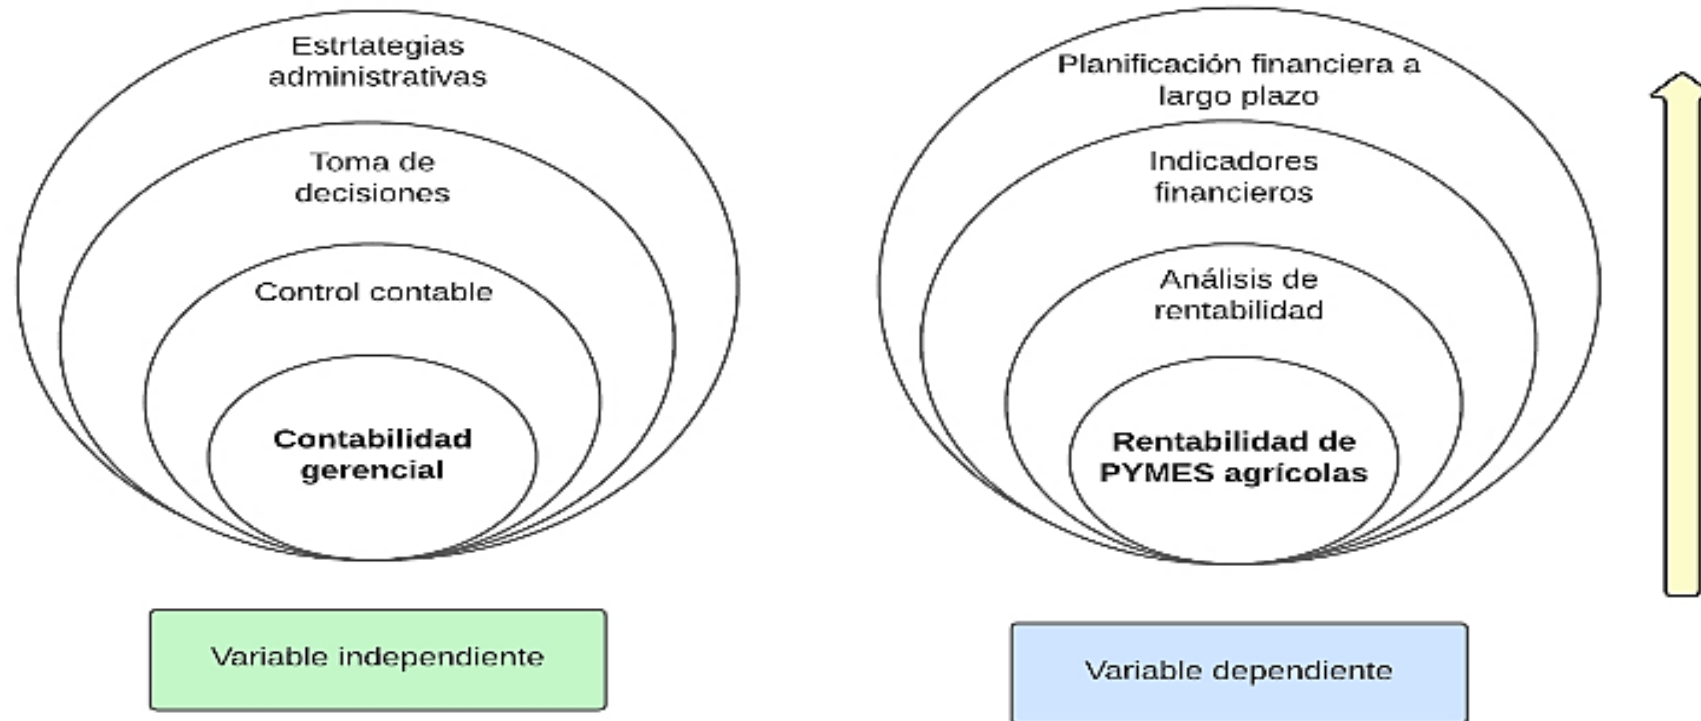 Estrtategias
administrativas
Toma de
decisiones
Control contable
Contabilidad
gerencial
Variable independiente
Planificación financiera a
largo plazo
Indicadores
financieros
Análisis de
rentabilidad
Rentabilidad de
PYMES agrícolas
Variable dependiente